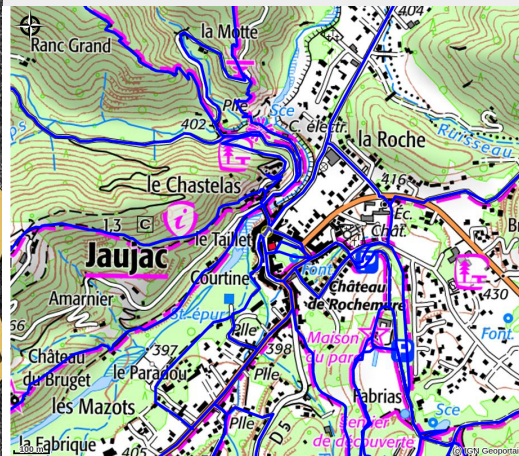 404
la Motte
Ranc Grand
Plle
Sce
402
C. électr.
la Roche
Ruisseau
le Chastelas
416
1,3
C
i
Éc.
Chât.
le Taillet
Jaujac
Font.
Courtine
Château
de Rochemure
430
Amarnier
St.épur.
Plle
Maison
du parc
Font.
397
398
Château
du Bruget
le Paradou
Plle
Fabrias
les Mazots
Plle
D 5
Sce
sentier
de découverte
la Fabrique
405
100 m
(c) IGN Geoportail